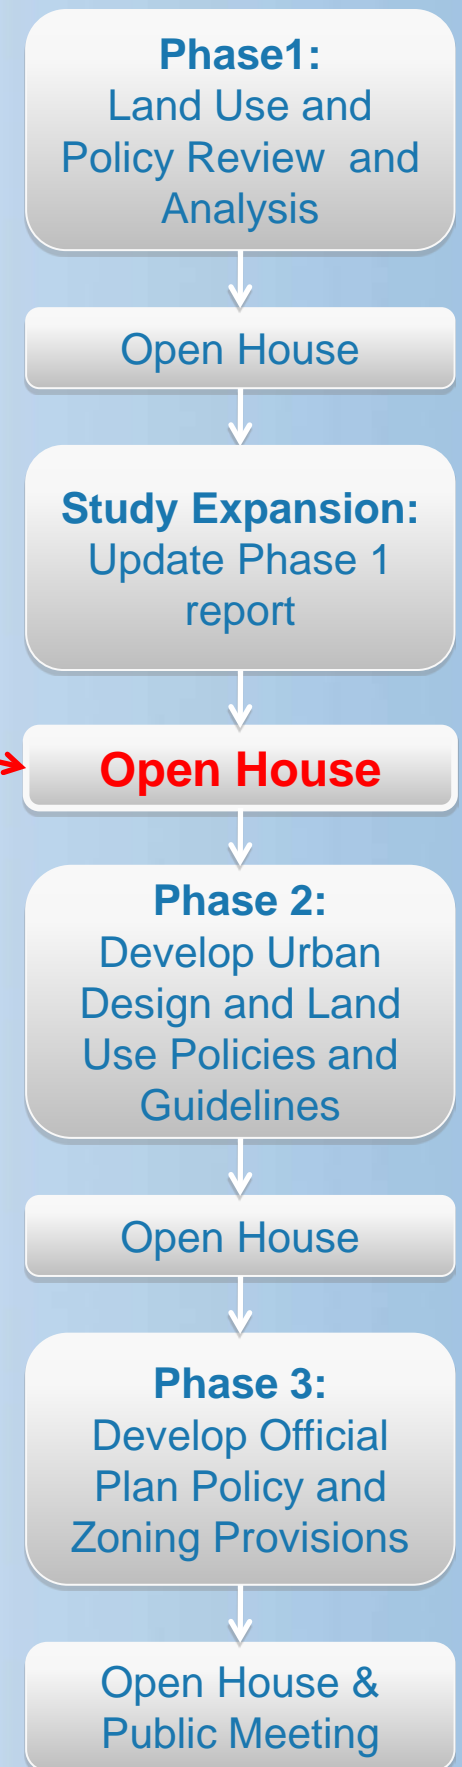 Phase1:
Land Use and
Policy Review and
Analysis
Open House
Study Expansion:
Update Phase 1
report
Open House
Phase 2:
Develop Urban
Design and Land
Use Policies and
Guidelines
Open House
Phase 3:
Develop Official
Plan Policy and
Zoning Provisions
Open House &
Public Meeting